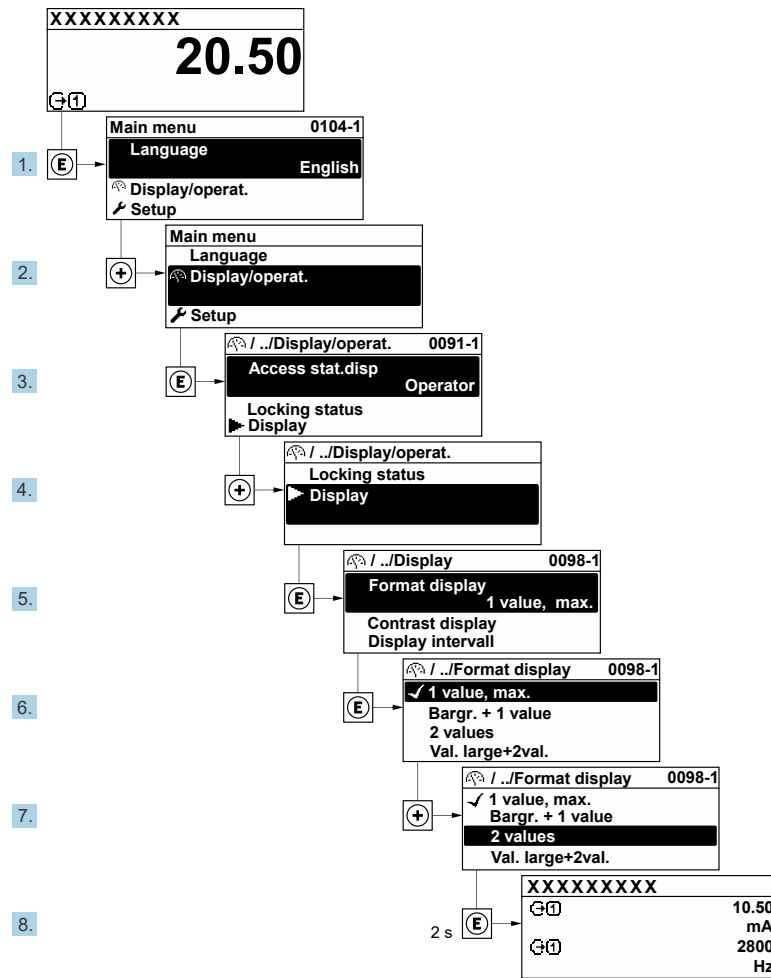 XXXXXXXXX
20.50
1
Main menu 0104-1
Language
English
Display/operat.
Setup
1. E
Main menu
Language
Display/operat.
Setup
2. +
/ ../Display/operat. 0091-1
Access stat.disp
Operator
Locking status
Display
3. E
/ ../Display/operat.
Locking status
Display
4. +
/ ../Display 0098-1
Format display
1 value, max.
Contrast display
Display intervall
5. E
/ ../Format display 0098-1
1 value, max.
Bargr. + 1 value
2 values
Val. large+2val.
6. E
/ ../Format display 0098-1
1 value, max.
Bargr. + 1 value
2 values
Val. large+2val.
7. +
XXXXXXXXX
1 10.50
mA
1 2800
Hz
8. 2 s E